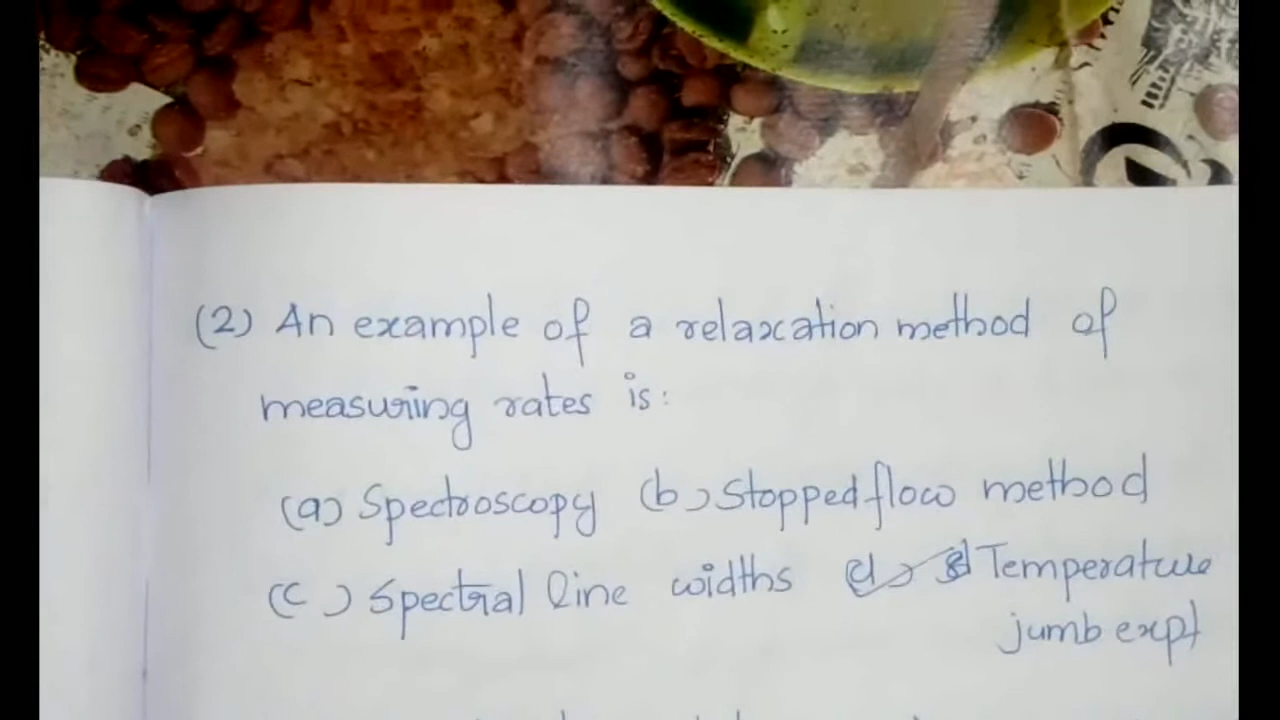 (2) An example of a relaxcation method of
measuring rates is:
(a) Spectroscopy (b) Stopped flow method
(c) Spectral line widths (d) Temperature
jumb expt